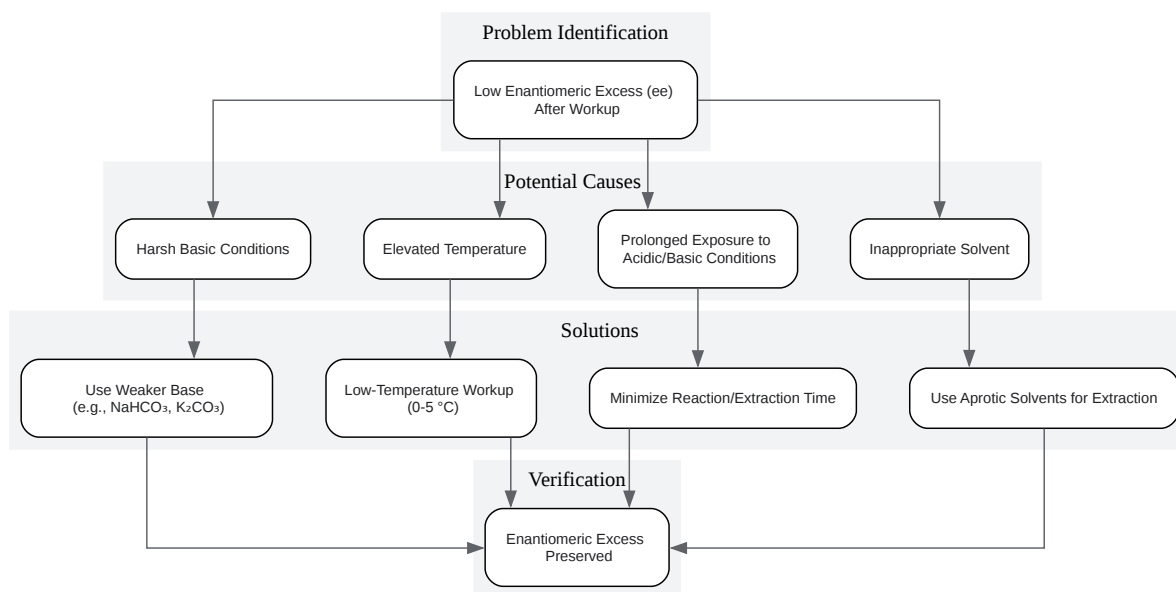 Problem Identification
Low Enantiomeric Excess (ee)
After Workup
Potential Causes
Harsh Basic Conditions
Elevated Temperature
Prolonged Exposure to
Acidic/Basic Conditions
Inappropriate Solvent
Solutions
Use Weaker Base
(e.g., NaHCO₃, K₂CO₃)
Low-Temperature Workup
(0-5 °C)
Minimize Reaction/Extraction Time
Use Aprotic Solvents for Extraction
Verification
Enantiomeric Excess
Preserved